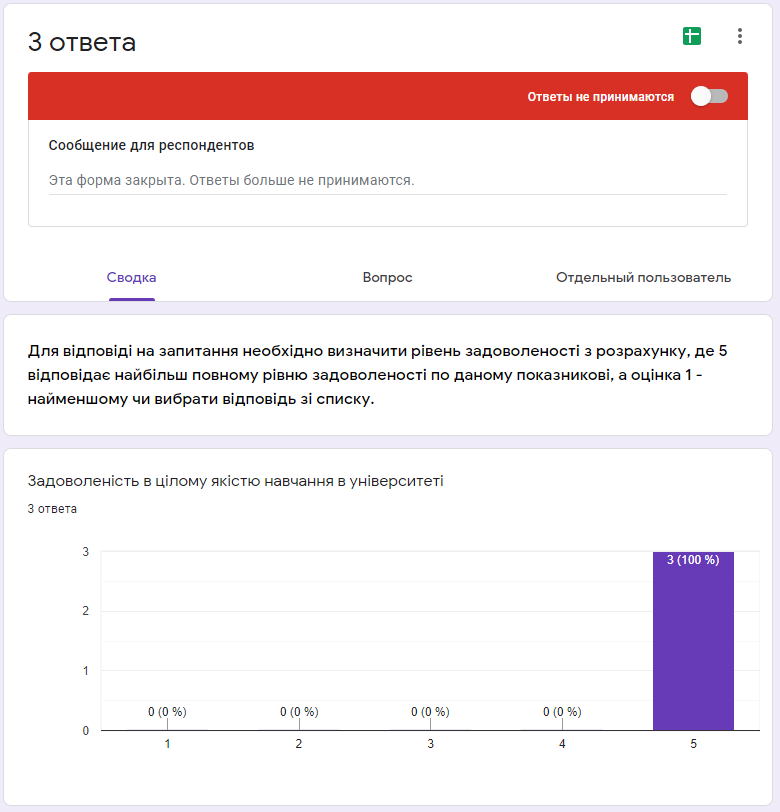 3 ответа
Ответы не принимаются
Сообщение для респондентов
Эта форма закрыта. Ответы больше не принимаются.
Сводка
Вопрос
Отдельный пользователь
Для відповіді на запитання необхідно визначити рівень задоволеності з розрахунку, де 5
відповідає найбільш повному рівню задоволеності по даному показникові, а оцінка 1 -
найменшому чи вибрати відповідь зі списку.
Задоволеність в цілому якістю навчання в університеті
3 ответа
3
2
1
0
0 (0 %)
0 (0 %)
0 (0 %)
0 (0 %)
3 (100 %)
1
2
3
4
5